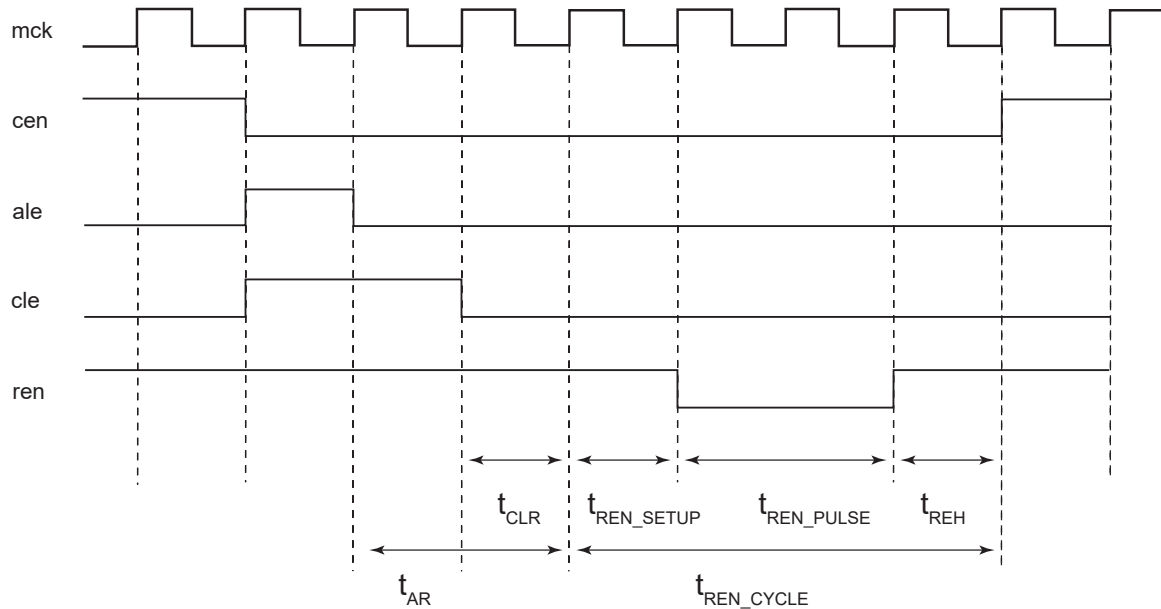 mck
cen
ale
cle
ren
tCLR tREN_SETUP tREN_PULSE tREH
tAR tREN_CYCLE